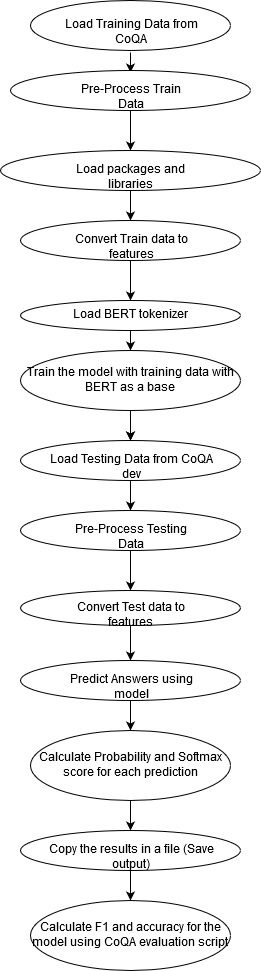 Load Training Data from
CoQA
Pre-Process Train
Data
Load packages and
libraries
Convert Train data to
features
Load BERT tokenizer
Train the model with training data with
BERT as a base
Load Testing Data from CoQA
dev
Pre-Process Testing
Data
Convert Test data to
features
Predict Answers using
model
Calculate Probability and Softmax
score for each prediction
Copy the results in a file (Save
output)
Calculate F1 and accuracy for the
model using CoQA evaluation script